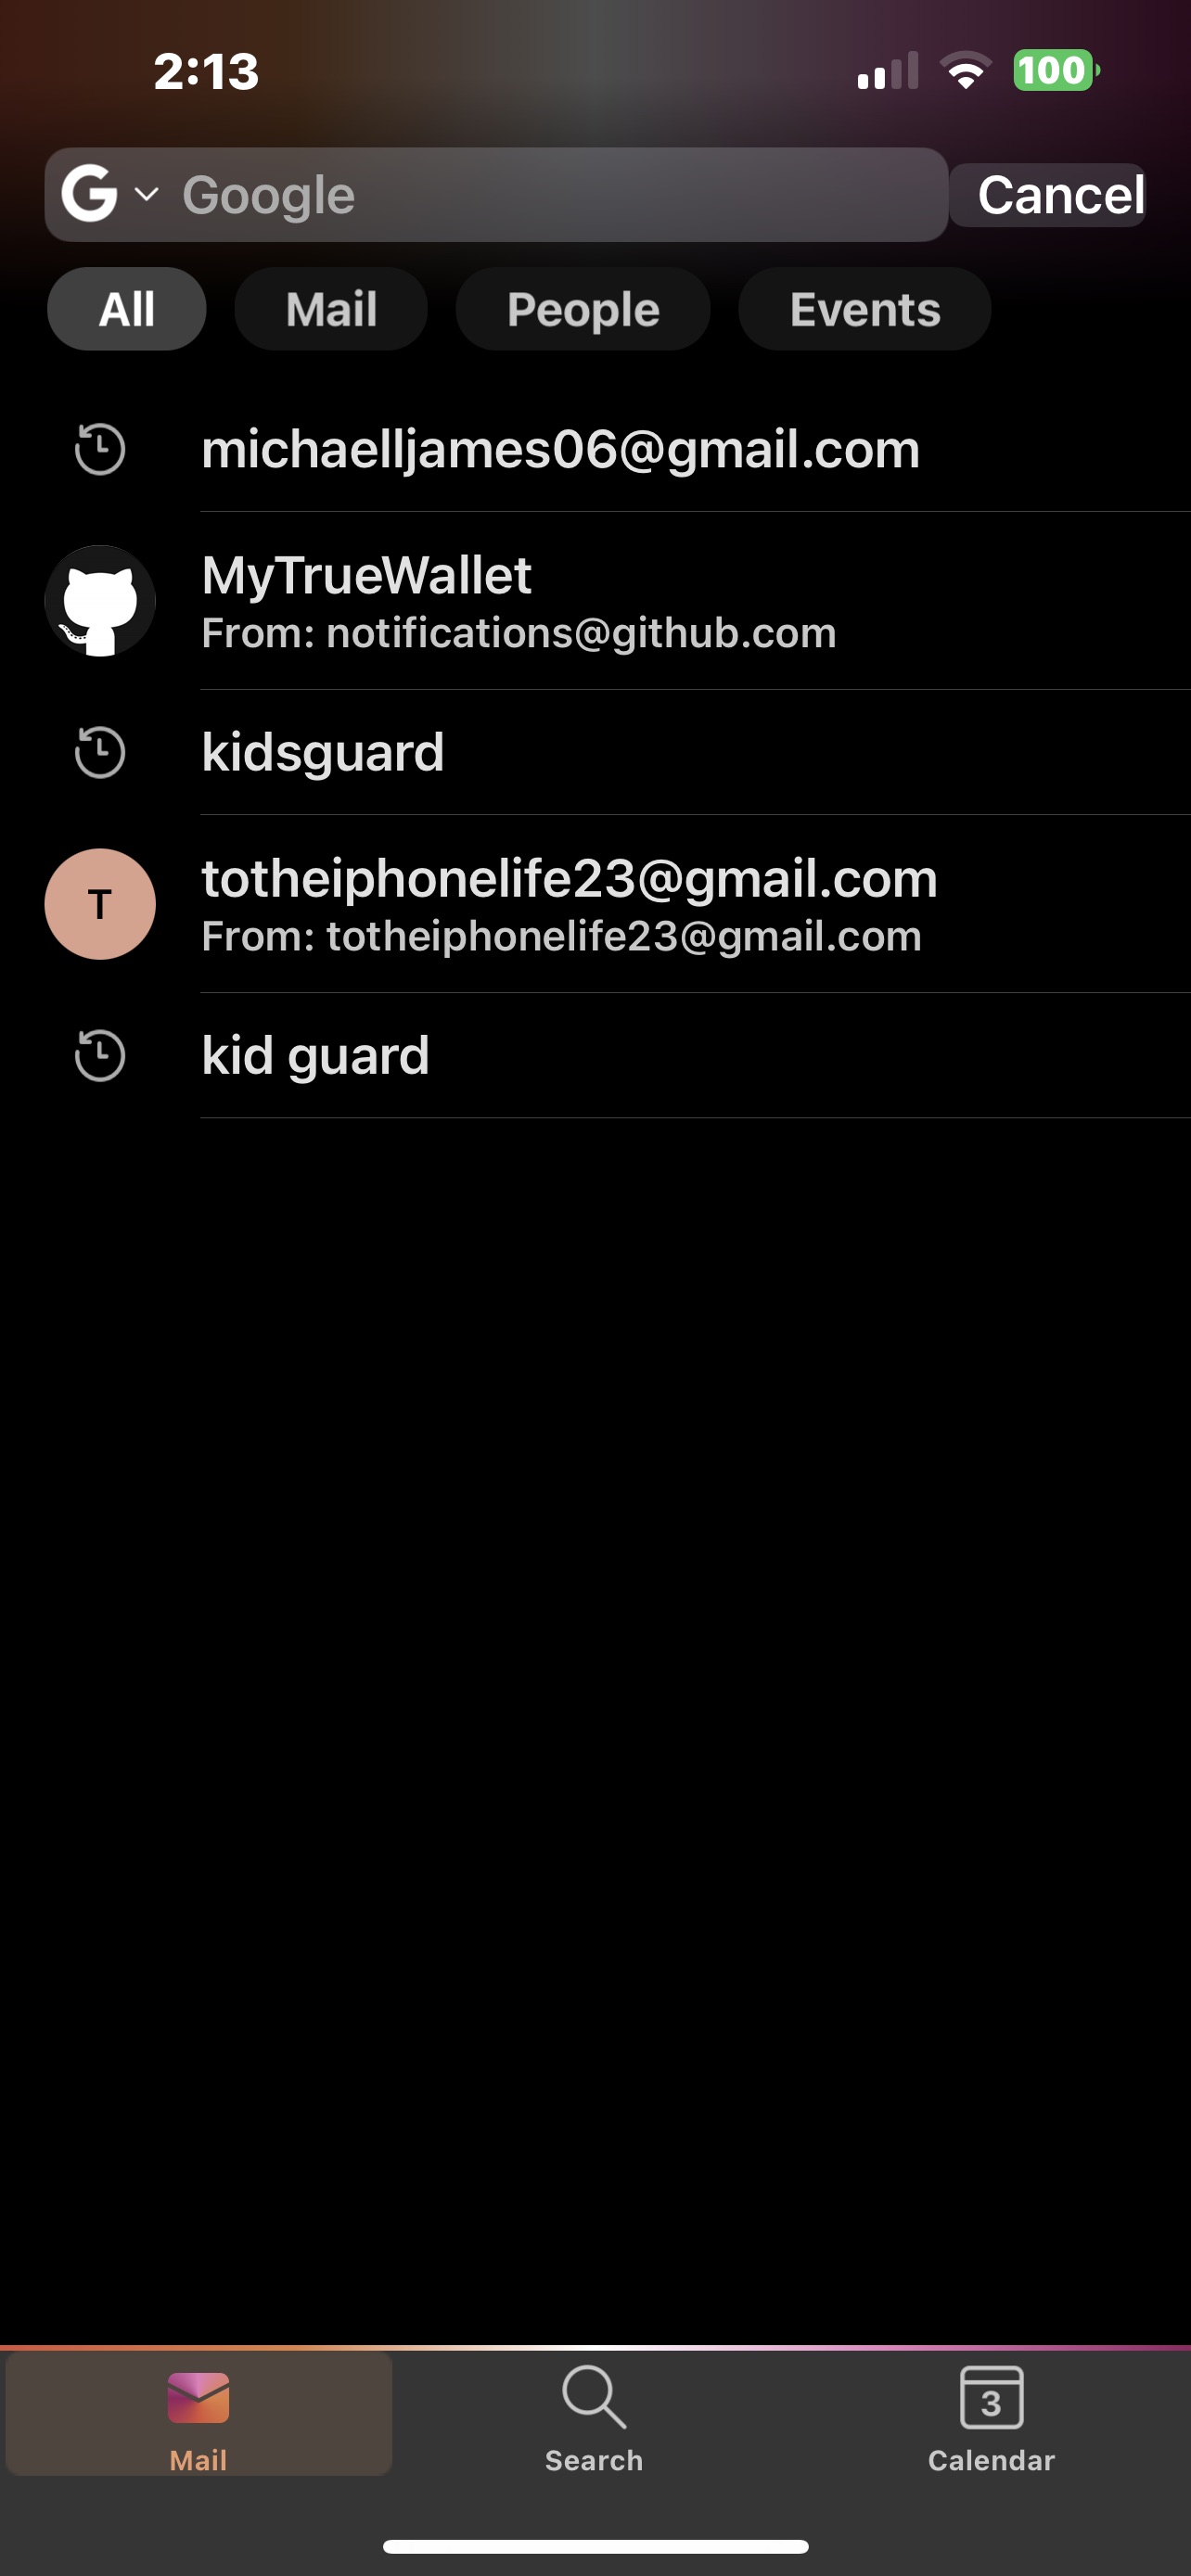 2:13
100
Google
Cancel
All Mail People Events
michaelljames06@gmail.com
MyTrueWallet
From: notifications@github.com
kidsguard
T
totheiphonelife23@gmail.com
From: totheiphonelife23@gmail.com
kid guard
3
Mail Search Calendar